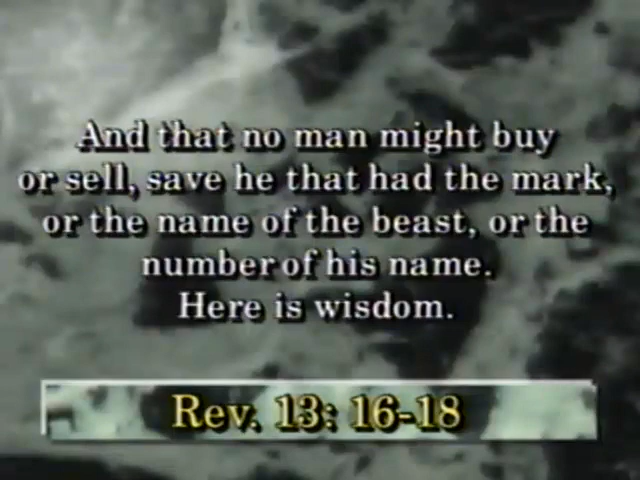 And that no man might buy
or sell, save he that had the mark,
or the name of the beast, or the
number of his name.
Here is wisdom.
Rev. 13: 16-18